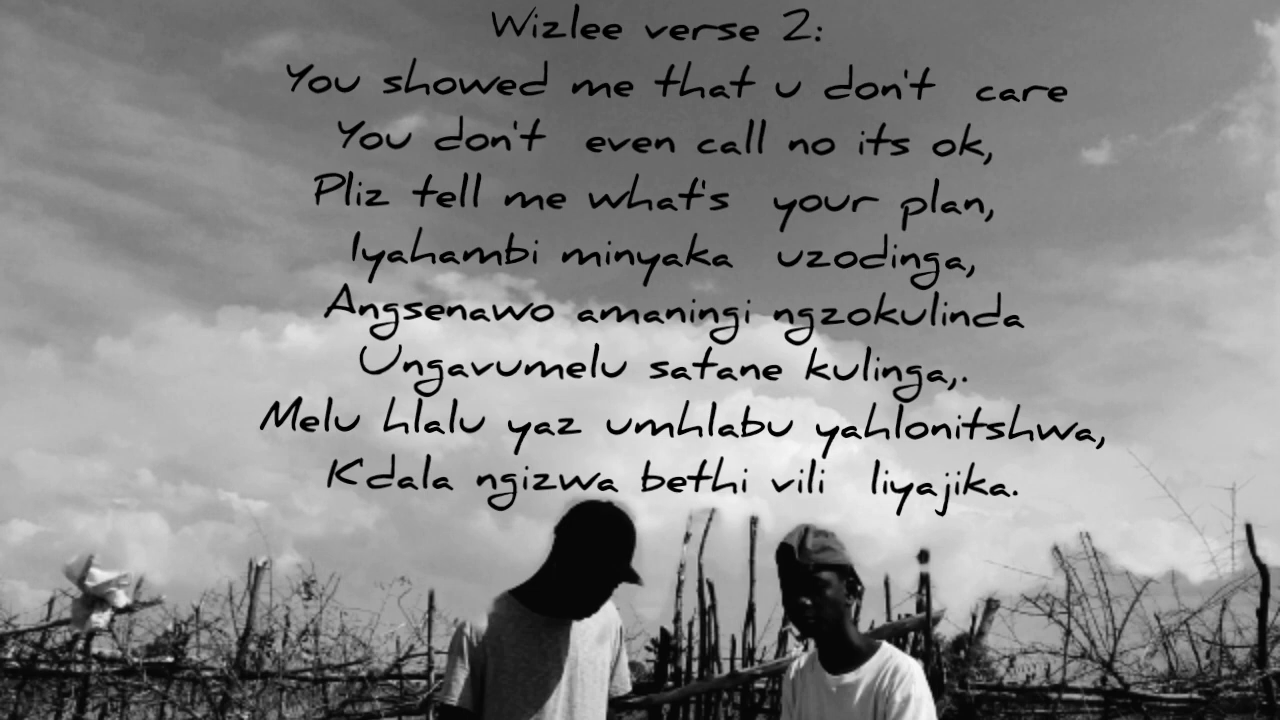 Wizlee verse 2:
You showed me that u don't care
You don't even call no its ok,
Pliz tell me what's your plan,
Iyahambi minyaka uzodinga,
Angsenawo amaningi ngzokulinda
Ungavumelu satane kulinga,.
Melu hlalu yaz umhlabu yahlonitshwa,
Kdala ngizwa bethi vili liyajika.